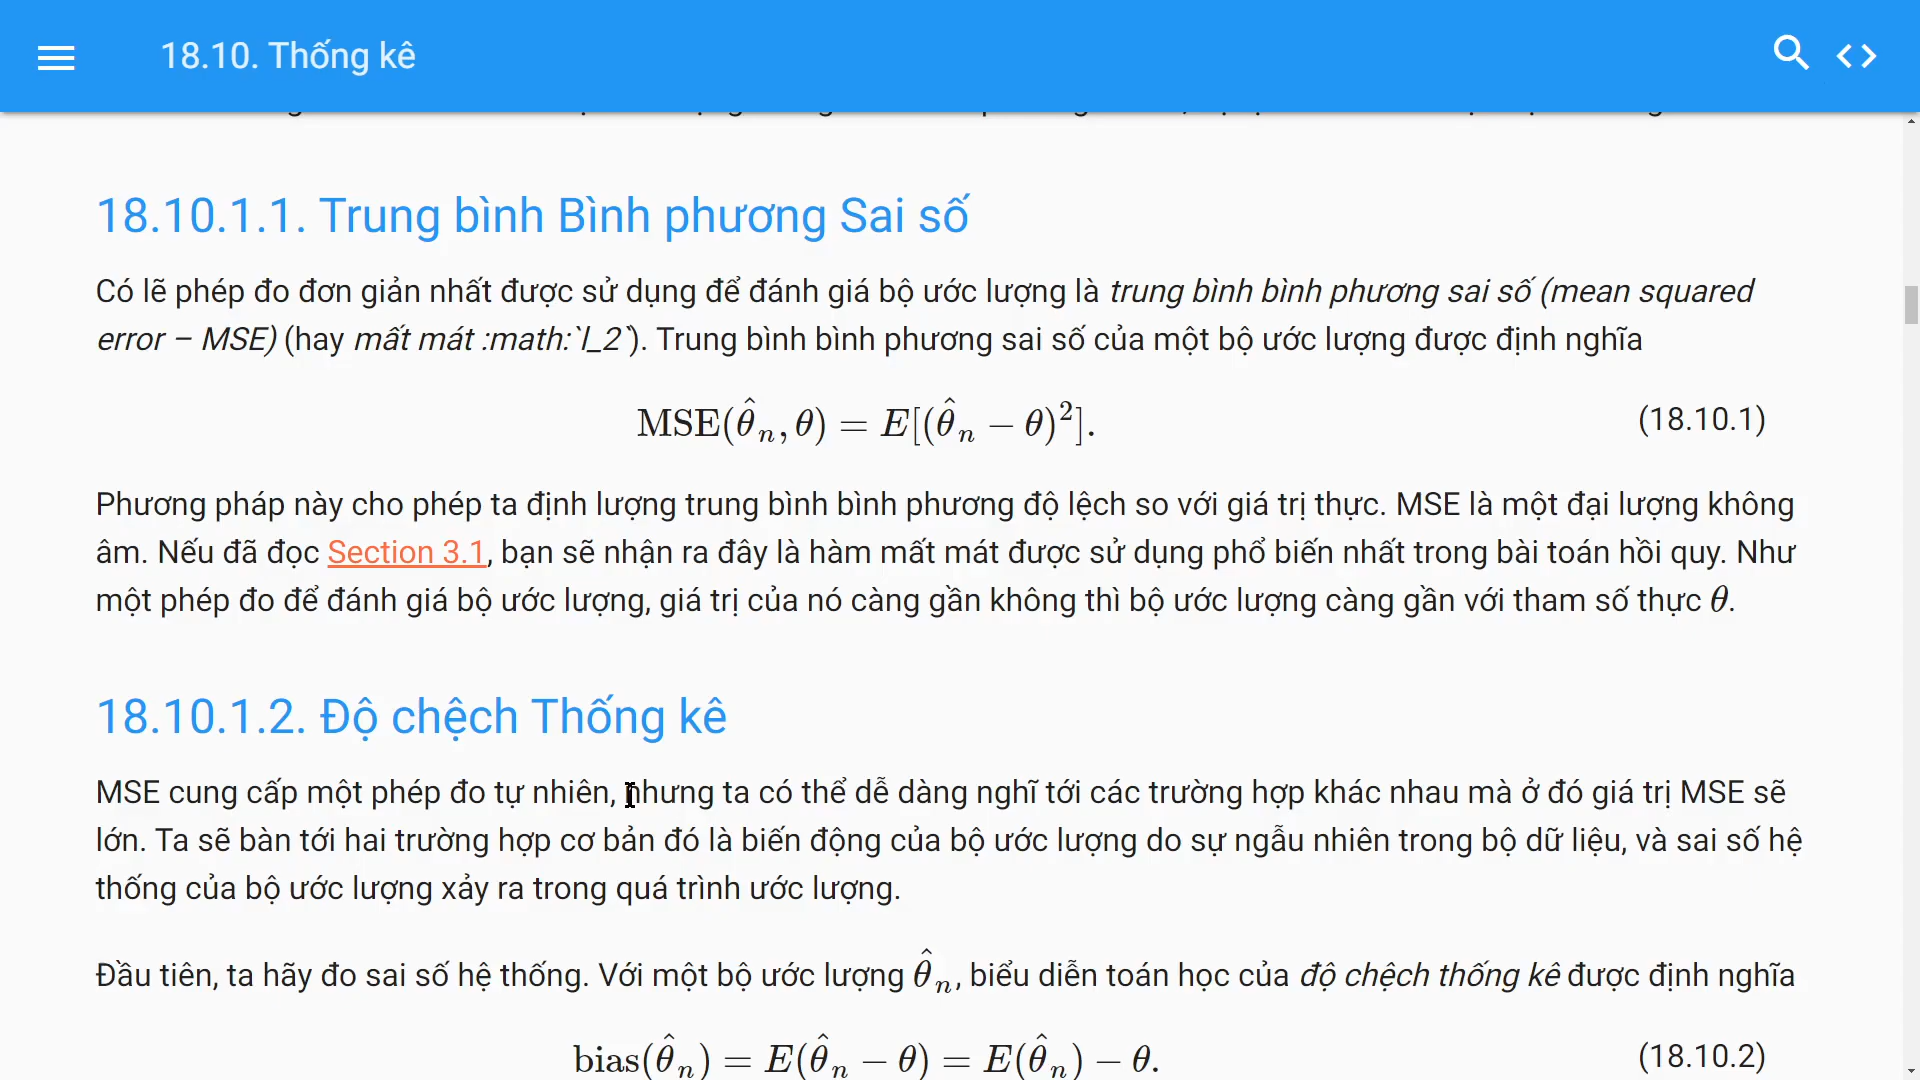 18.10. Thống kê
18.10.1.1. Trung bình Bình phương Sai số
Có lẽ phép đo đơn giản nhất được sử dụng để đánh giá bộ ước lượng là trung bình bình phương sai số (mean squared
error – MSE) (hay mất mát :math:`l_2`). Trung bình bình phương sai số của một bộ ước lượng được định nghĩa
MSE(θ̂ₙ, θ) = E[(θ̂ₙ − θ)²]. (18.10.1)
Phương pháp này cho phép ta định lượng trung bình bình phương độ lệch so với giá trị thực. MSE là một đại lượng không
âm. Nếu đã đọc Section 3.1, bạn sẽ nhận ra đây là hàm mất mát được sử dụng phổ biến nhất trong bài toán hồi quy. Như
một phép đo để đánh giá bộ ước lượng, giá trị của nó càng gần không thì bộ ước lượng càng gần với tham số thực θ.
18.10.1.2. Độ chệch Thống kê
MSE cung cấp một phép đo tự nhiên, nhưng ta có thể dễ dàng nghĩ tới các trường hợp khác nhau mà ở đó giá trị MSE sẽ
lớn. Ta sẽ bàn tới hai trường hợp cơ bản đó là biến động của bộ ước lượng do sự ngẫu nhiên trong bộ dữ liệu, và sai số hệ
thống của bộ ước lượng xảy ra trong quá trình ước lượng.
Đầu tiên, ta hãy đo sai số hệ thống. Với một bộ ước lượng θ̂ₙ, biểu diễn toán học của độ chệch thống kê được định nghĩa
bias(θ̂ₙ) = E(θ̂ₙ − θ) = E(θ̂ₙ) − θ. (18.10.2)